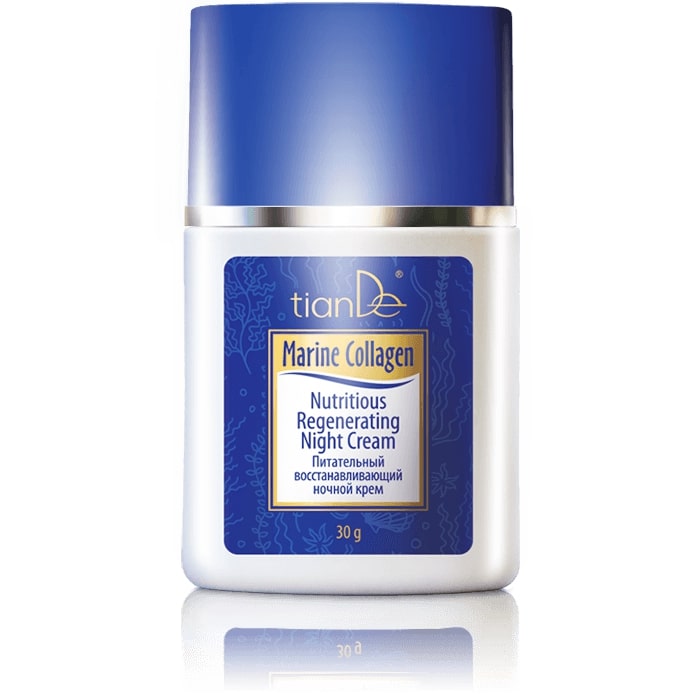 tianDe®
Marine Collagen
Nutritious
Regenerating
Night Cream
Питательный
восстанавливающий
ночной крем
30 g